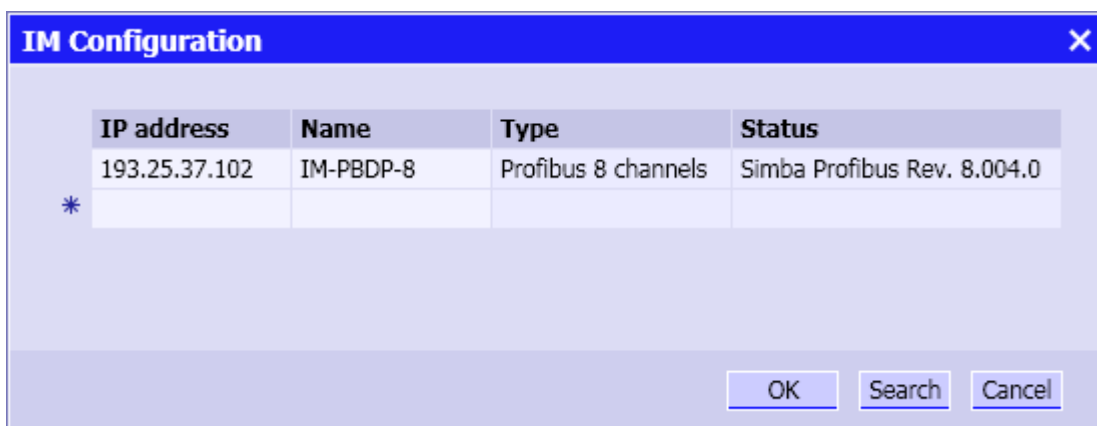 IM Configuration
IP address Name Type Status
193.25.37.102 IM-PBDP-8 Profibus 8 channels Simba Profibus Rev. 8.004.0
OK Search Cancel